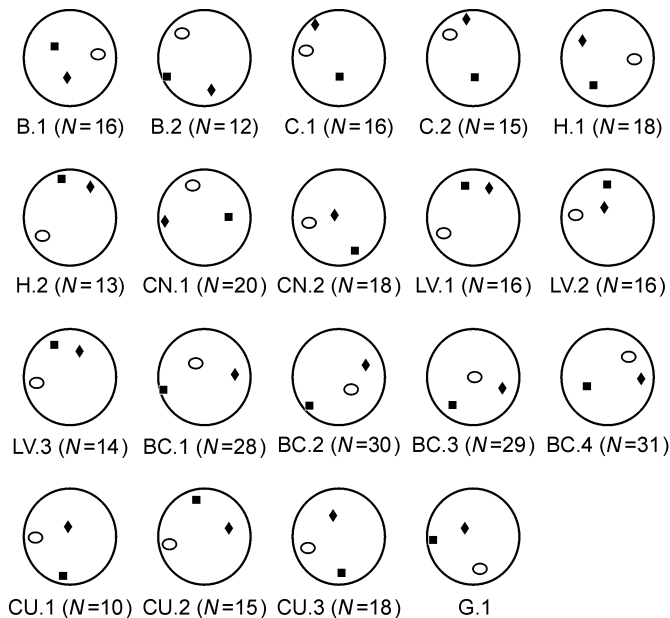 B.1 (N=16) B.2 (N=12) C.1 (N=16) C.2 (N=15) H.1 (N=18)
H.2 (N=13) CN.1 (N=20) CN.2 (N=18) LV.1 (N=16) LV.2 (N=16)
LV.3 (N=14) BC.1 (N=28) BC.2 (N=30) BC.3 (N=29) BC.4 (N=31)
CU.1 (N=10) CU.2 (N=15) CU.3 (N=18) G.1